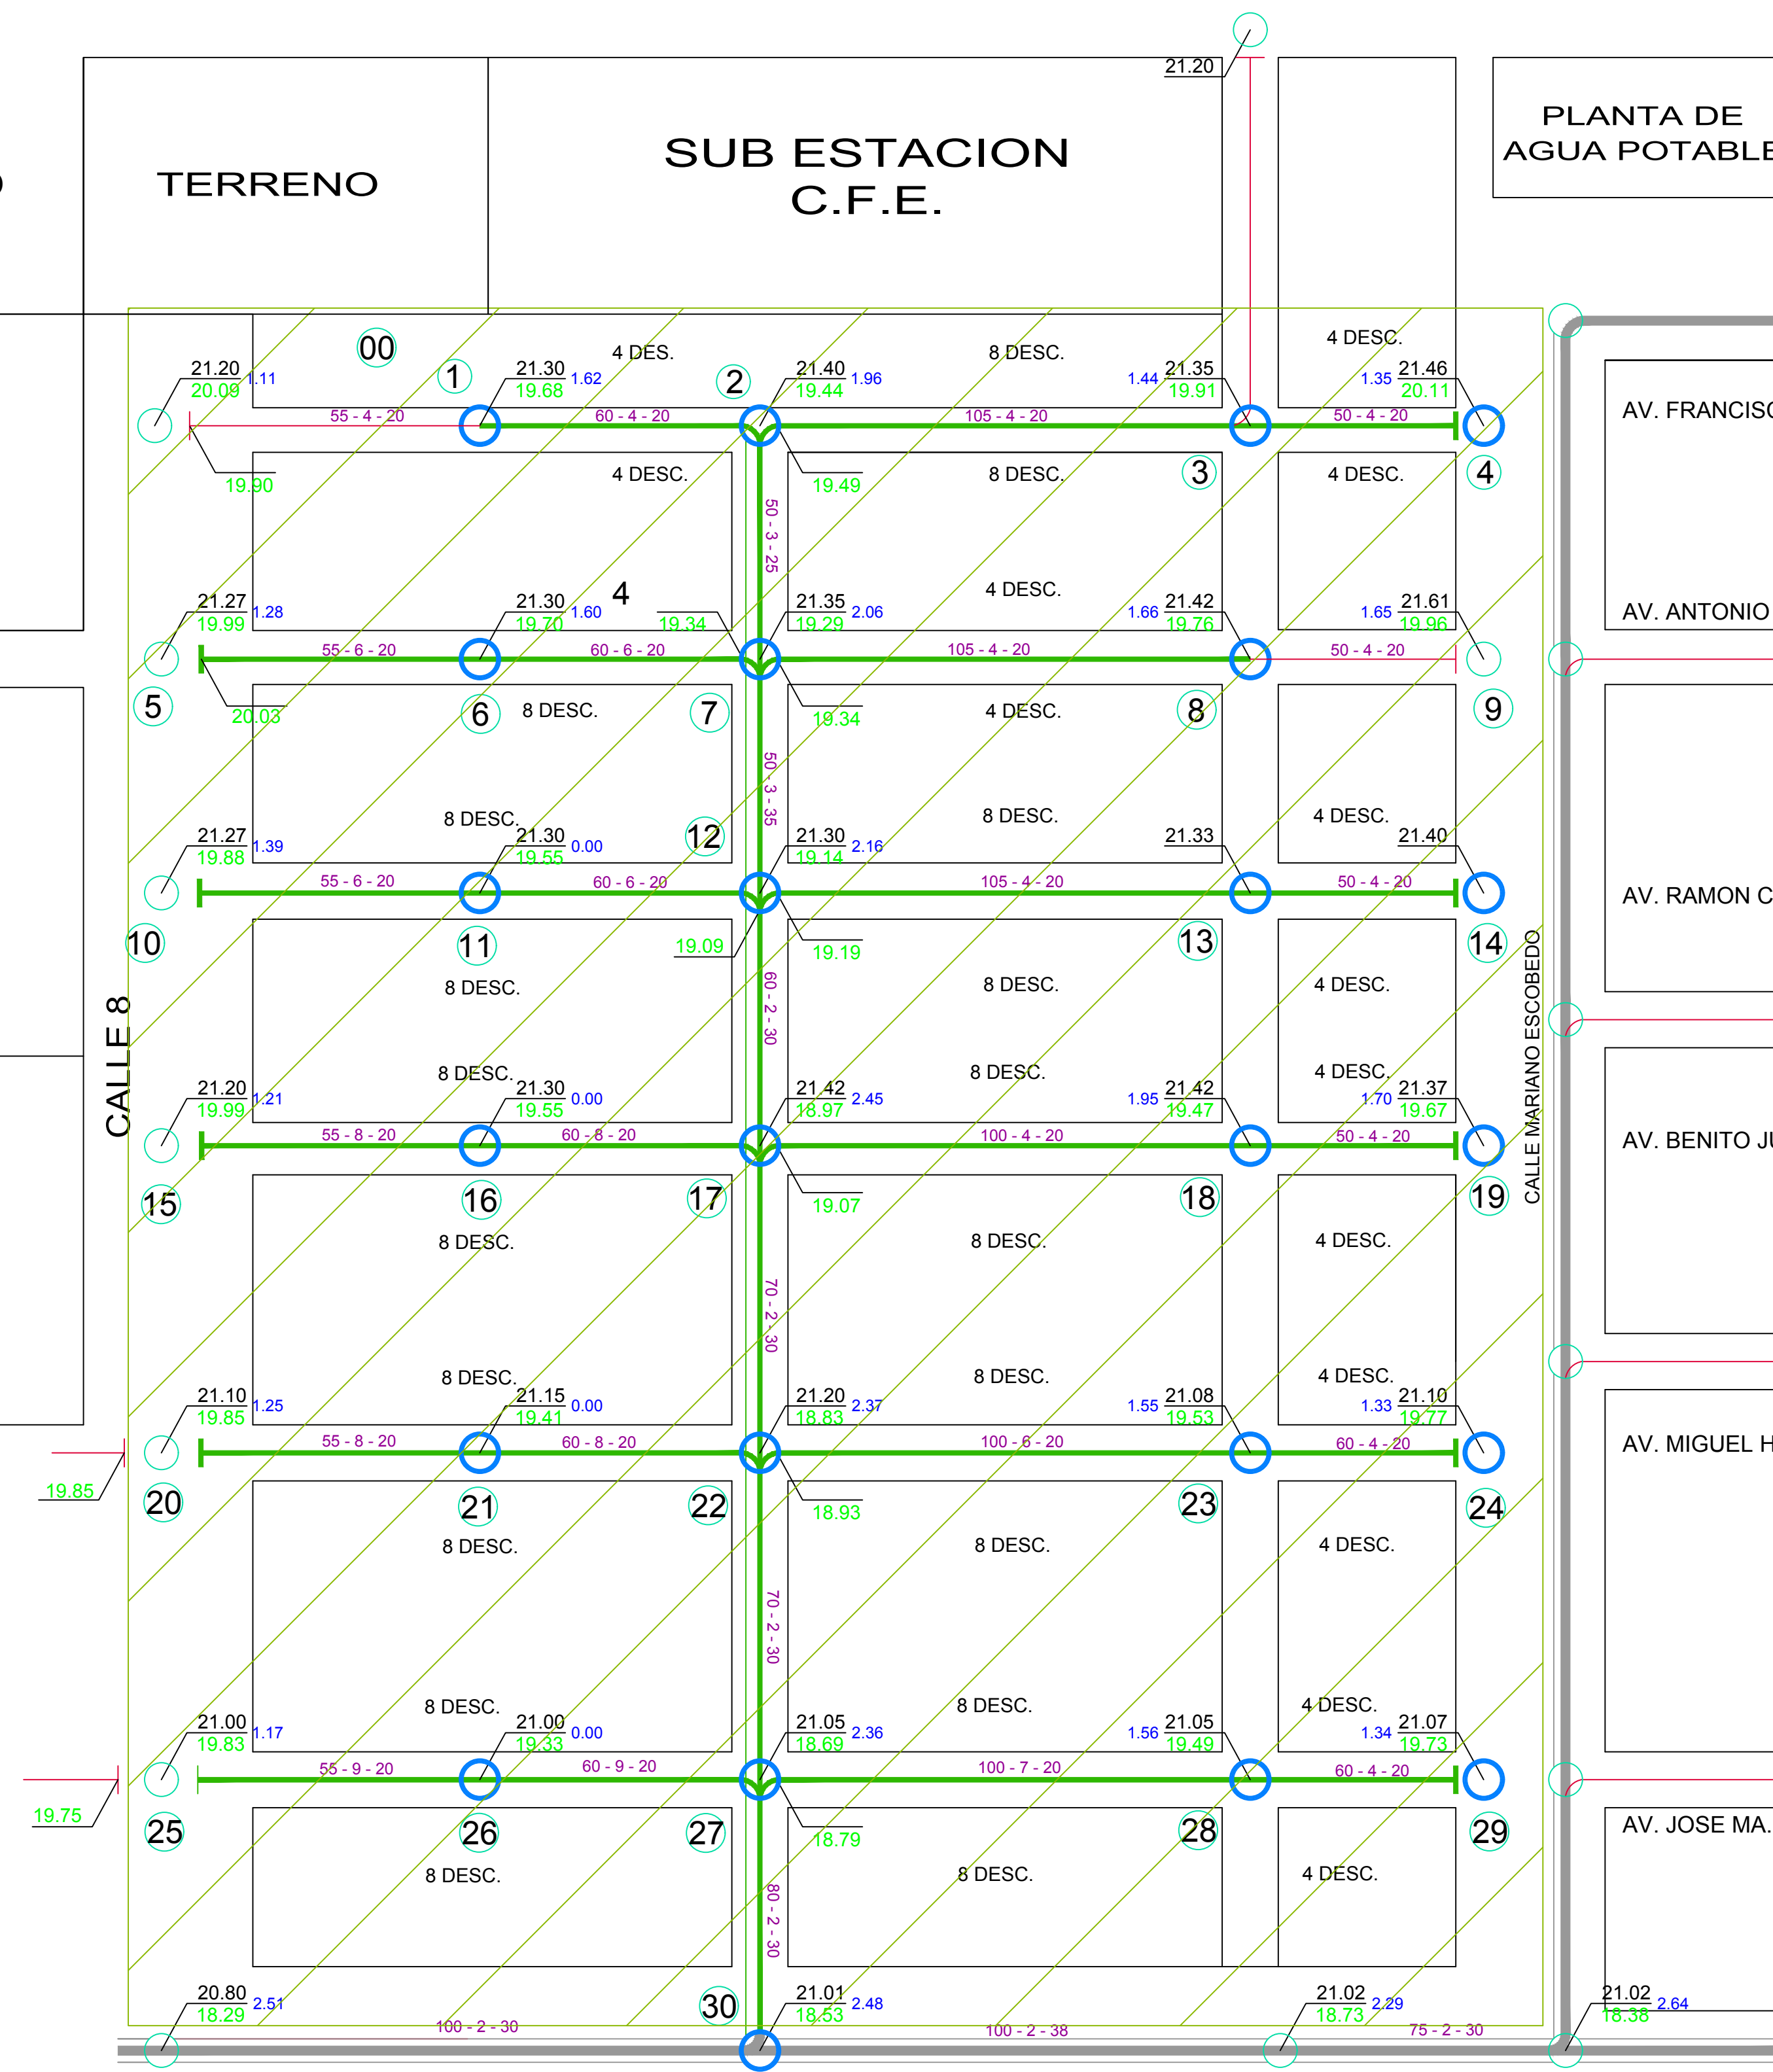 21.20
PLANTA DE
AGUA POTABLE
SUB ESTACION
C.F.E.
TERRENO
00
1
4 DES.
2
8 DESC.
4 DESC.
21.20
20.09
1.11
21.30
19.68
1.62
21.40
19.44
1.96
1.44
21.35
19.91
1.35
21.46
20.11
55 - 4 - 20
60 - 4 - 20
105 - 4 - 20
50 - 4 - 20
AV. FRANCISC
19.90
4 DESC.
19.49
8 DESC.
3
4 DESC.
4
50 - 3 - 25
4
4 DESC.
21.27
19.99
1.28
21.30
19.70
1.60
19.34
21.35
19.29
2.06
1.66
21.42
19.76
1.65
21.61
19.96
AV. ANTONIO
55 - 6 - 20
60 - 6 - 20
105 - 4 - 20
50 - 4 - 20
5
20.03
6
8 DESC.
7
19.34
4 DESC.
8
9
50 - 3 - 35
8 DESC.
12
8 DESC.
4 DESC.
21.27
19.88
1.39
21.30
19.55
0.00
21.30
19.14
2.16
21.33
21.40
55 - 6 - 20
60 - 6 - 20
105 - 4 - 20
50 - 4 - 20
AV. RAMON C
10
11
19.09
19.19
13
14
8 DESC.
60 - 2 - 30
8 DESC.
4 DESC.
CALLE 8
CALLE MARIANO ESCOBEDO
8 DESC.
8 DESC.
4 DESC.
21.20
19.99
1.21
21.30
19.55
0.00
21.42
18.97
2.45
1.95
21.42
19.47
1.70
21.37
19.67
55 - 8 - 20
60 - 8 - 20
100 - 4 - 20
50 - 4 - 20
AV. BENITO JU
15
16
17
19.07
18
19
8 DESC.
8 DESC.
4 DESC.
70 - 2 - 30
8 DESC.
8 DESC.
4 DESC.
21.10
19.85
1.25
21.15
19.41
0.00
21.20
18.83
2.37
1.55
21.08
19.53
1.33
21.10
19.77
55 - 8 - 20
60 - 8 - 20
100 - 6 - 20
60 - 4 - 20
AV. MIGUEL H
19.85
20
21
22
18.93
23
24
8 DESC.
8 DESC.
4 DESC.
70 - 2 - 30
8 DESC.
8 DESC.
4 DESC.
21.00
19.83
1.17
21.00
19.33
0.00
21.05
18.69
2.36
1.56
21.05
19.49
1.34
21.07
19.73
55 - 9 - 20
60 - 9 - 20
100 - 7 - 20
60 - 4 - 20
19.75
25
26
27
18.79
28
29
AV. JOSE MA.
8 DESC.
8 DESC.
4 DESC.
80 - 2 - 30
20.80
18.29
2.51
30
21.01
18.53
2.48
21.02
18.73
2.29
21.02
18.38
2.64
100 - 2 - 30
100 - 2 - 38
75 - 2 - 30